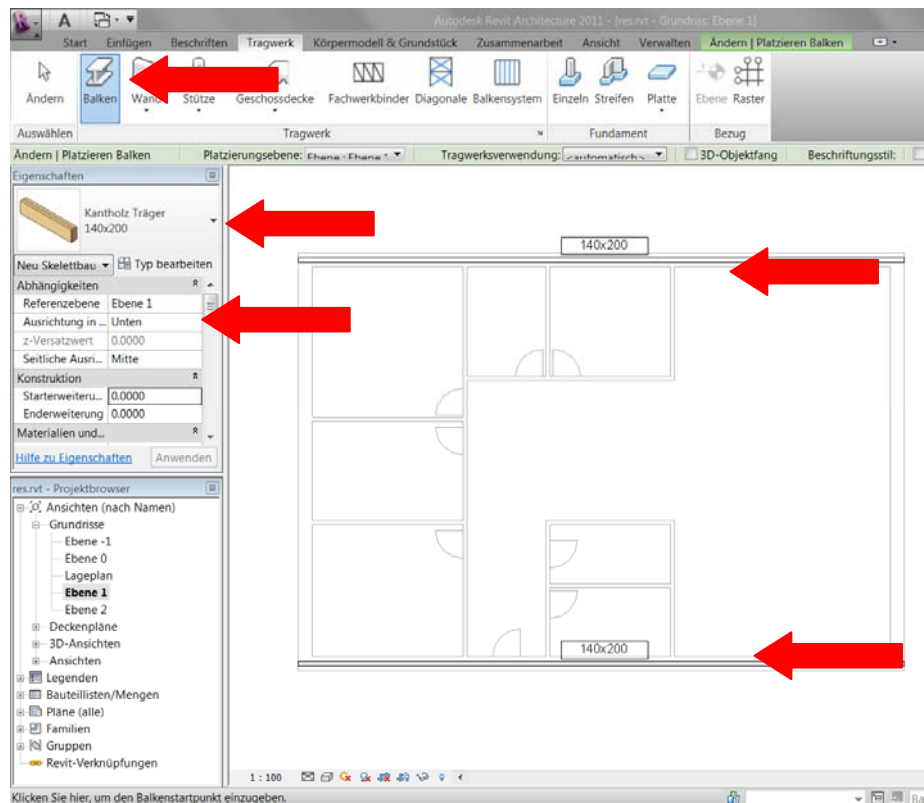 A
Autodesk Revit Architecture 2011 - [res.rvt - Grundriss: Ebene 1]
Start Einfügen Beschriften Tragwerk Körpermodell & Grundstück Zusammenarbeit Ansicht Verwalten Ändern | Platzieren Balken
Ändern Balken Wand Stütze Geschossdecke Fachwerkbinder Diagonale Balkensystem Einzeln Streifen Platte Ebene Raster
Auswählen Tragwerk Fundament Bezug
Ändern | Platzieren Balken Platzierungsebene: Ebene : Ebene 1 Tragwerksverwendung: <automatisch> 3D-Objektfang Beschriftungsstil:
Eigenschaften
Kantholz Träger
140x200
Neu Skelettbau Typ bearbeiten
Abhängigkeiten
Referenzebene Ebene 1
Ausrichtung in ... Unten
z-Versatzwert 0.0000
Seitliche Ausri... Mitte
Konstruktion
Starterweiteru... 0.0000
Enderweiterung 0.0000
Materialien und...
Hilfe zu Eigenschaften Anwenden
res.rvt - Projektbrowser
Ansichten (nach Namen)
Grundrisse
Ebene -1
Ebene 0
Lageplan
Ebene 1
Ebene 2
Deckenpläne
3D-Ansichten
Ansichten
Legenden
Bauteillisten/Mengen
Pläne (alle)
Familien
Gruppen
Revit-Verknüpfungen
140x200
140x200
1 : 100
Klicken Sie hier, um den Balkenstartpunkt einzugeben.